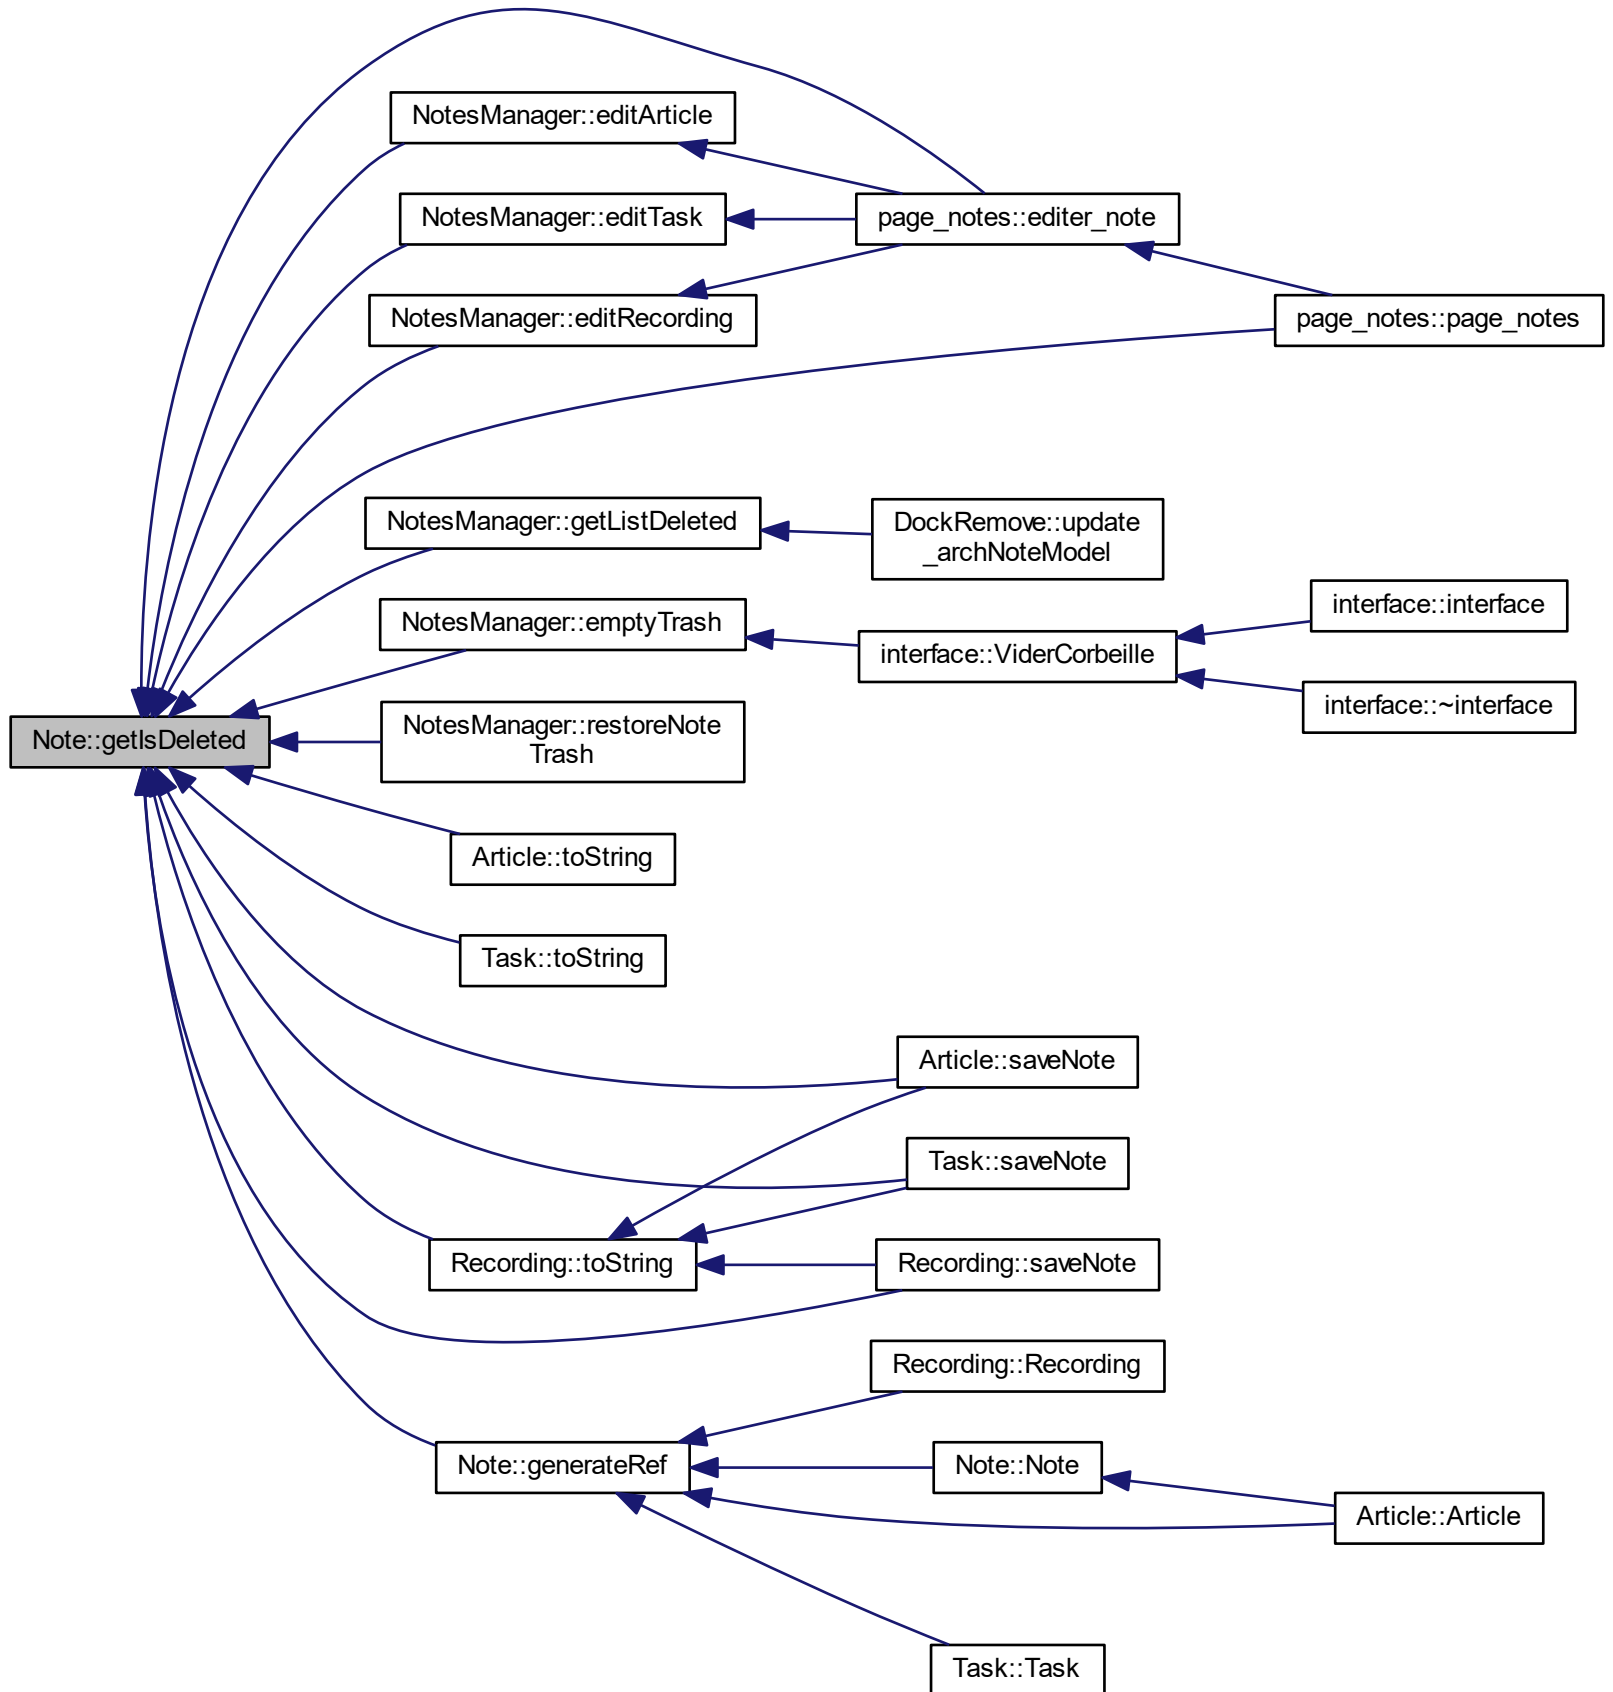 NotesManager::editArticle
NotesManager::editTask
page_notes::editer_note
NotesManager::editRecording
page_notes::page_notes
NotesManager::getListDeleted
DockRemove::update
_archNoteModel
interface::interface
NotesManager::emptyTrash
interface::ViderCorbeille
interface::~interface
Note::getIsDeleted
NotesManager::restoreNote
Trash
Article::toString
Task::toString
Article::saveNote
Task::saveNote
Recording::toString
Recording::saveNote
Recording::Recording
Note::generateRef
Note::Note
Article::Article
Task::Task